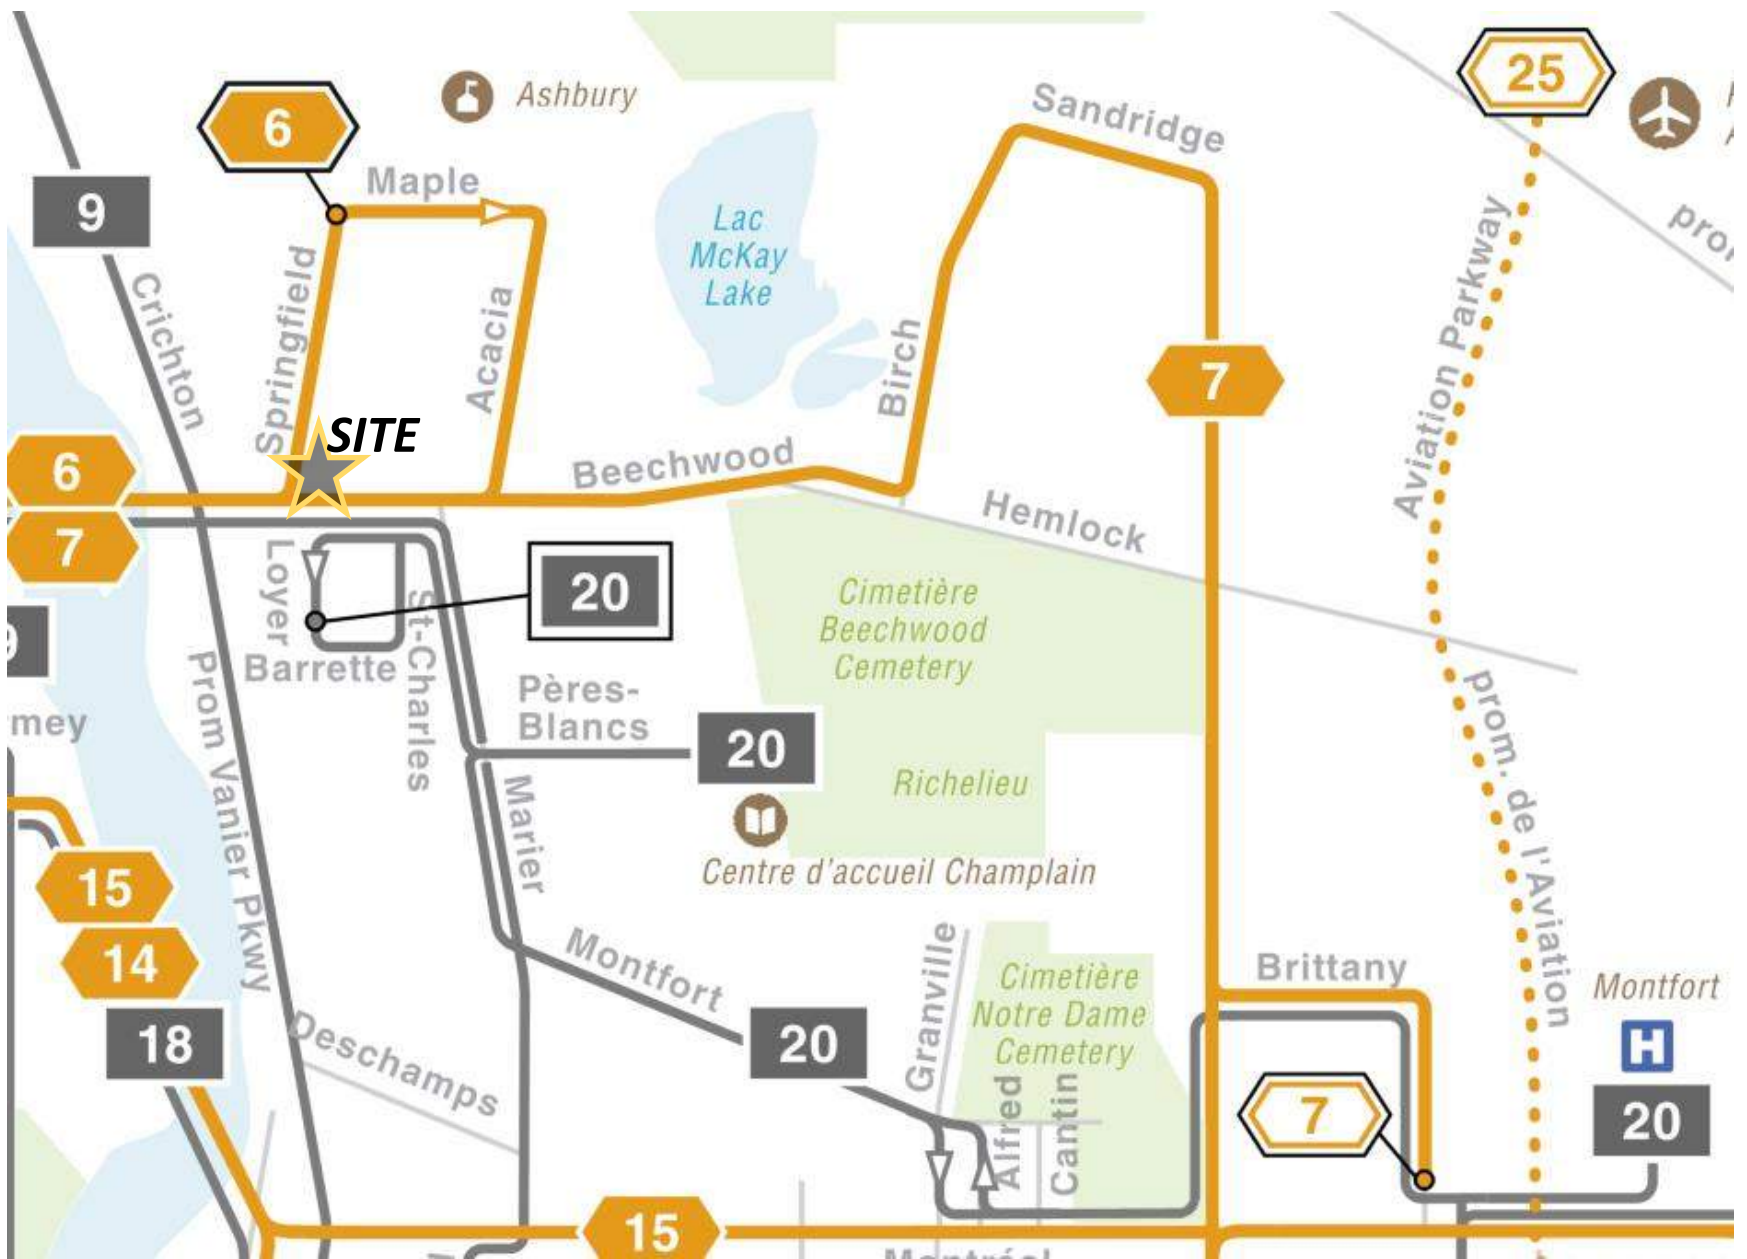 25
6
Ashbury
Sandridge
Maple
9
Lac
McKay
Lake
Springfield
Crichton
Acacia
Birch
Aviation Parkway
7
SITE
6
Beechwood
7
Hemlock
Loyer
20
St-Charles
Cimetière
Beechwood
Cemetery
Barrette
Prom Vanier Pkwy
Pères-
Blancs
mey
20
Richelieu
Marier
prom. de l'Aviation
15
Centre d'accueil Champlain
14
Montfort
Granville
Brittany
Cimetière
Notre Dame
Cemetery
Montfort
18
Deschamps
20
H
Alfred
Cantin
7
20
15